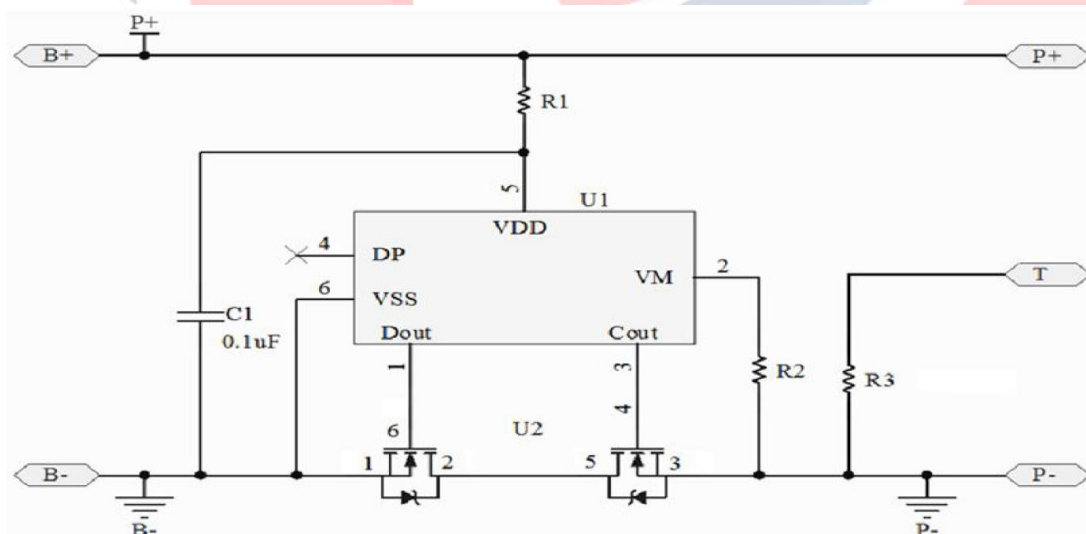 P+
B+
P+
R1
5
U1
VDD
4
DP
2
VM
T
6
VSS
C1
0.1uF
Dout
Cout
1
3
R2
R3
4
6
U2
B-
1
2
5
3
P-
B-
P-